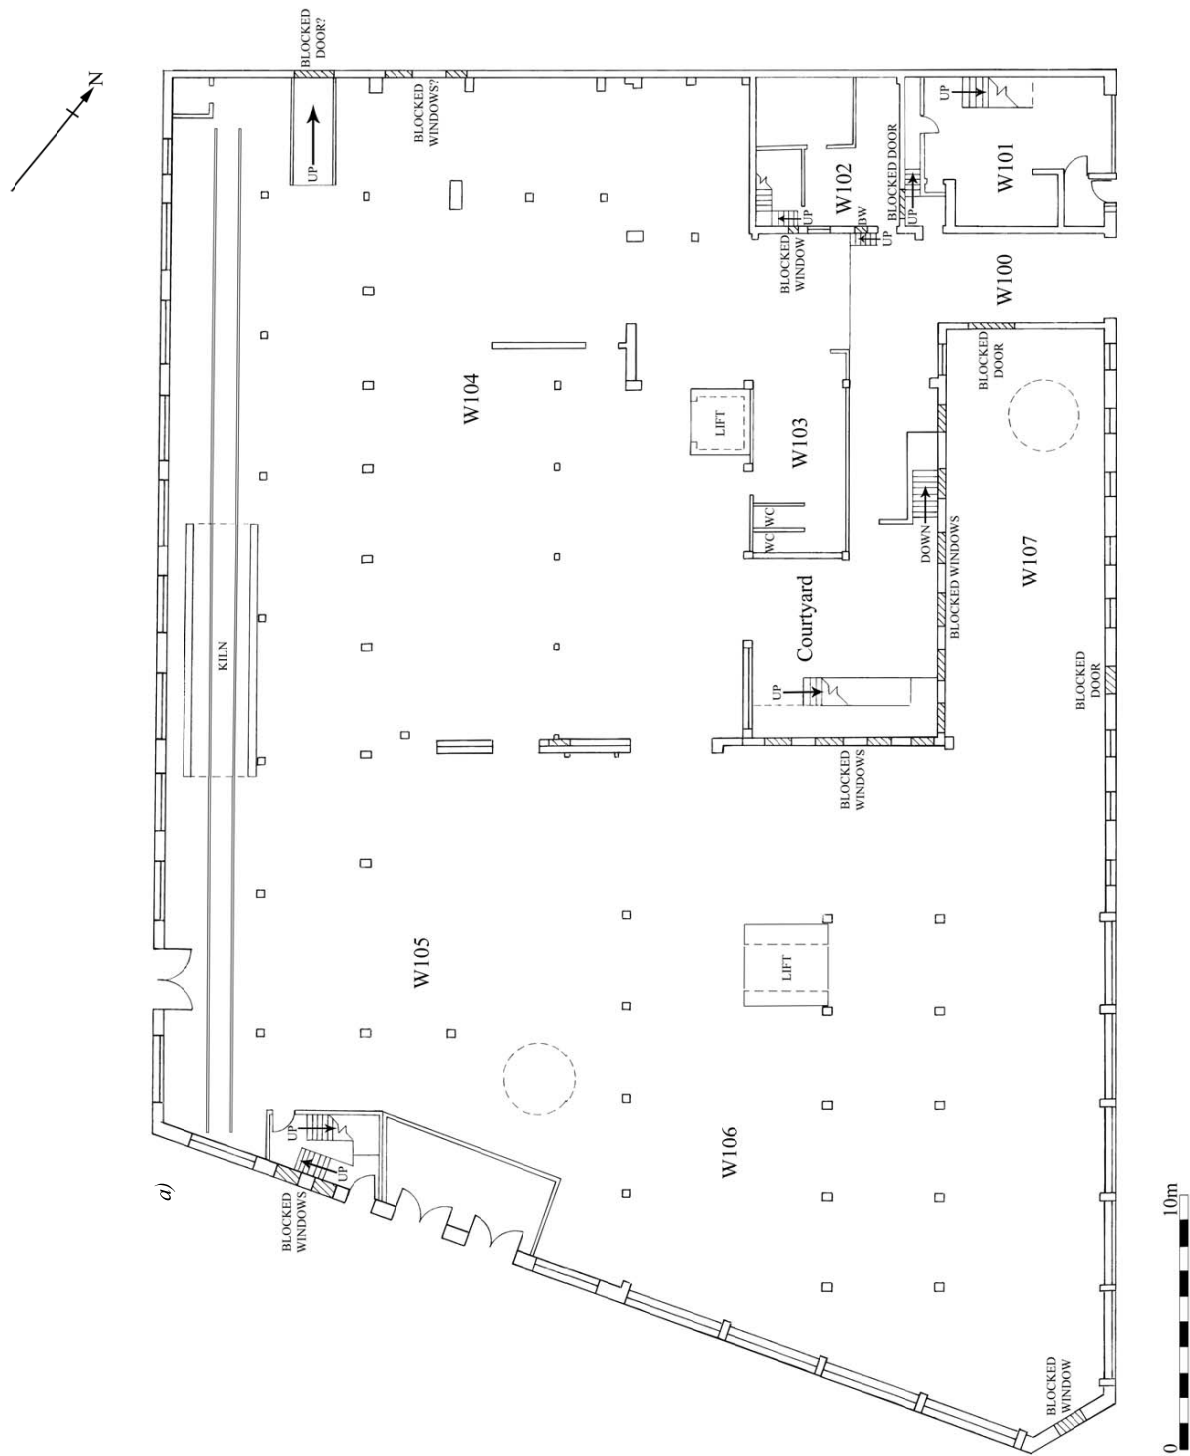 N
BLOCKED
DOOR?
BLOCKED
WINDOWS?
UP
UP
W101
UP
BLOCKED DOOR
W102
UP
BW
UP
BLOCKED
WINDOW
W100
BLOCKED
DOOR
W104
LIFT
W103
WC
WC
DOWN
BLOCKED WINDOWS
W107
KILN
Courtyard
UP
BLOCKED
DOOR
BLOCKED
WINDOWS
W105
LIFT
W106
UP
UP
a)
BLOCKED
WINDOWS
BLOCKED
WINDOW
0
10m